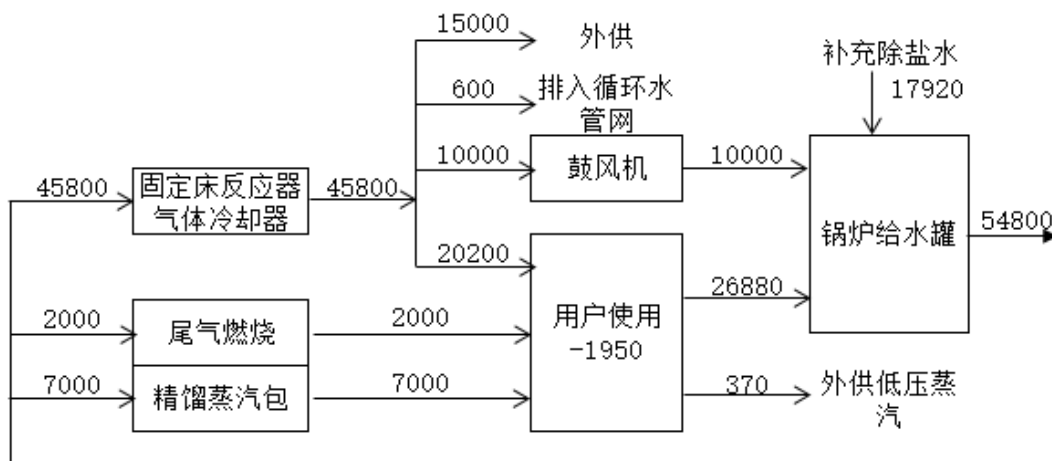 15000
外供
600
排入循环水
管网
补充除盐水
17920
10000
鼓风机
10000
45800
固定床反应器
气体冷却器
45800
锅炉给水罐
54800
20200
用户使用
-1950
26880
2000
尾气燃烧
2000
7000
精馏蒸汽包
7000
370
外供低压蒸
汽